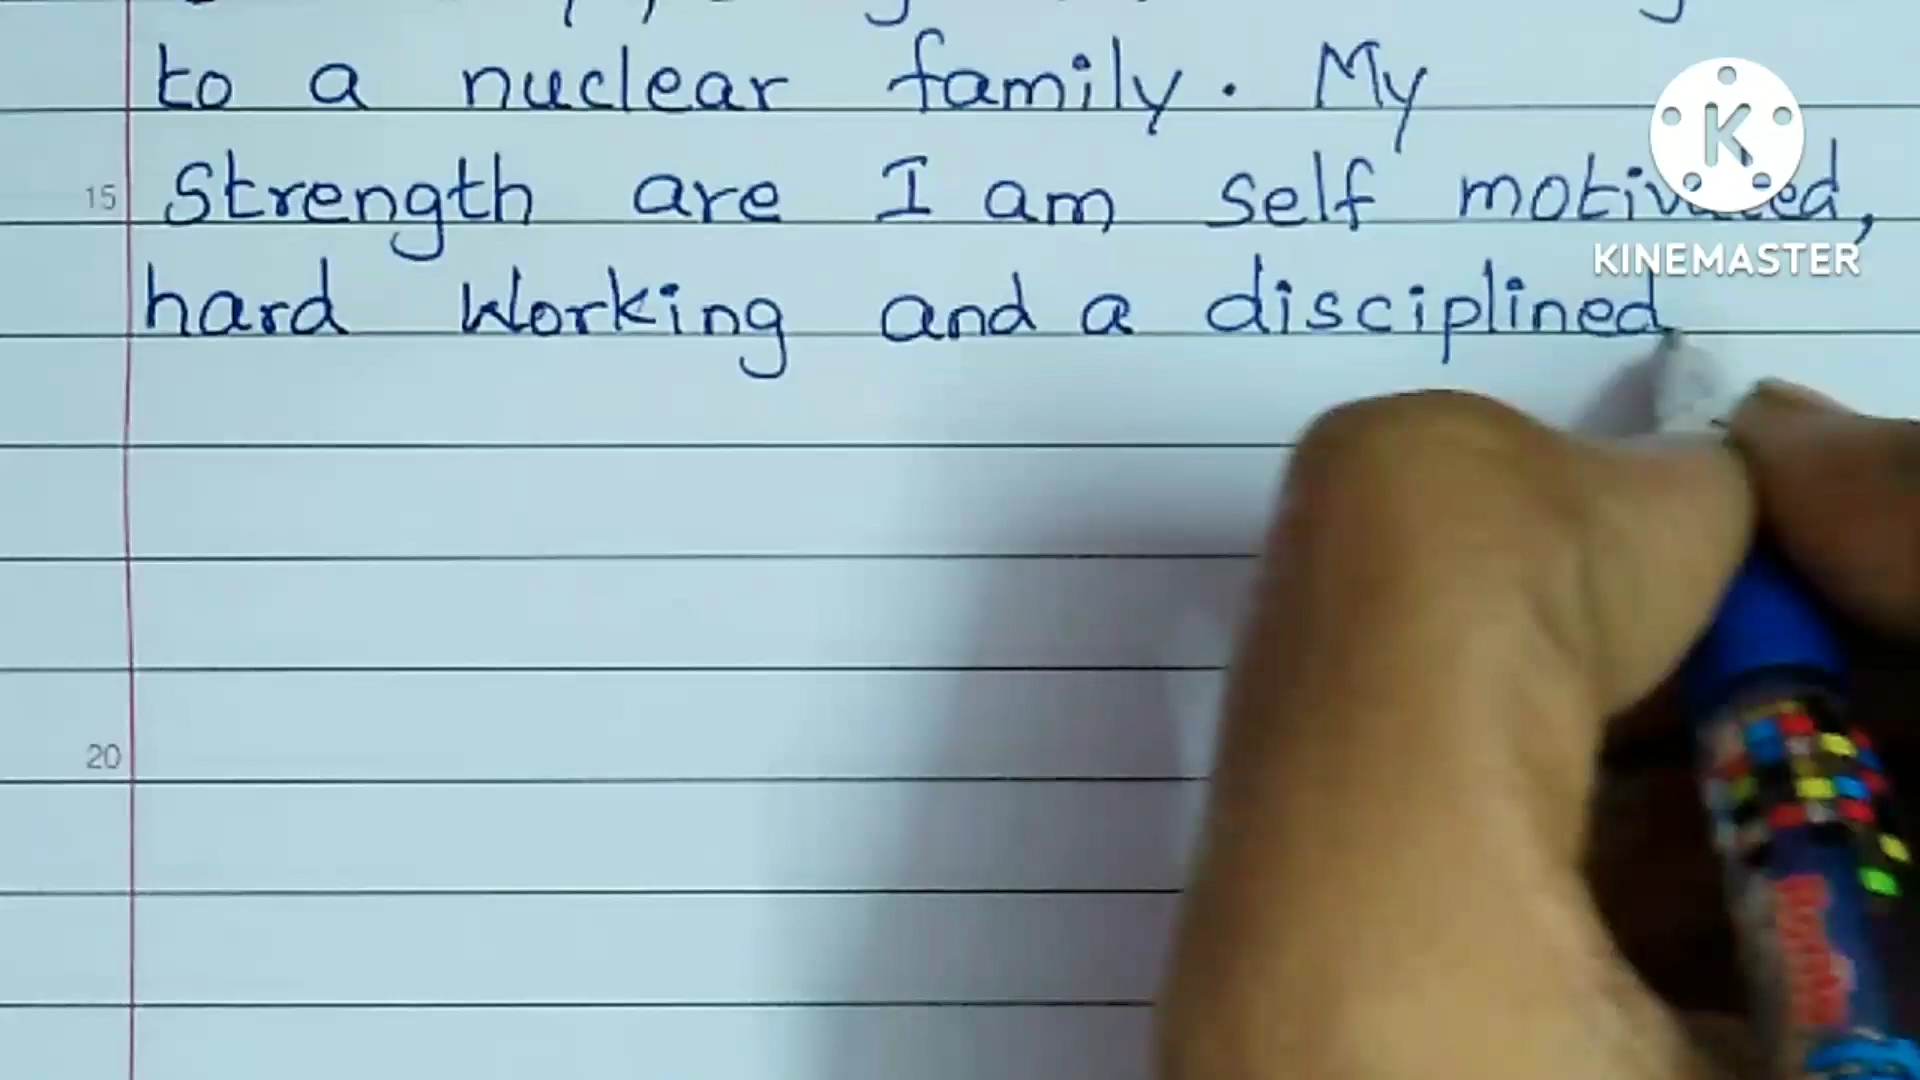 to a nuclear family. My
15 Strength are I am self motivated,
hard Working and a disciplined
20
K
KINEMASTER